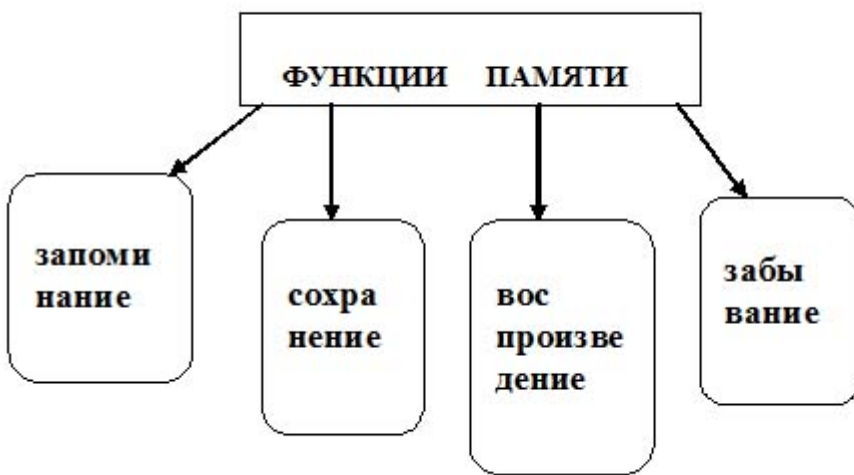 ФУНКЦИИ ПАМЯТИ
запоми
нание
сохра
нение
вос
произве
дение
забы
вание